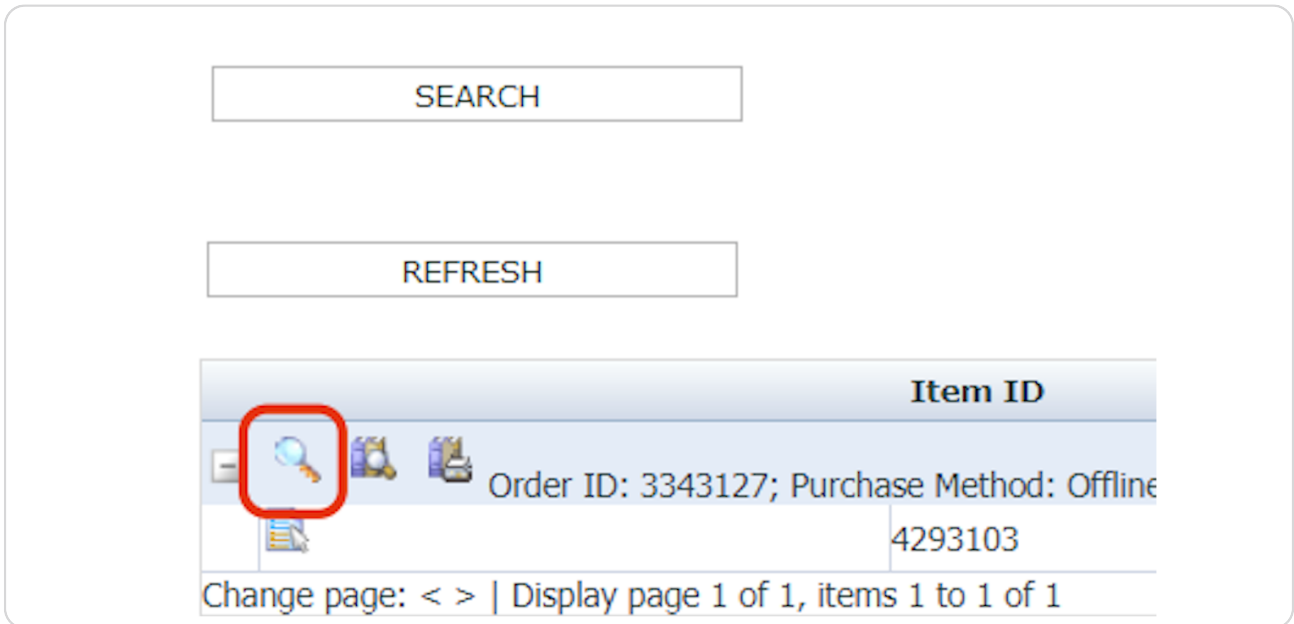 SEARCH
REFRESH
Item ID
Order ID: 3343127; Purchase Method: Offline
4293103
Change page: < > | Display page 1 of 1, items 1 to 1 of 1